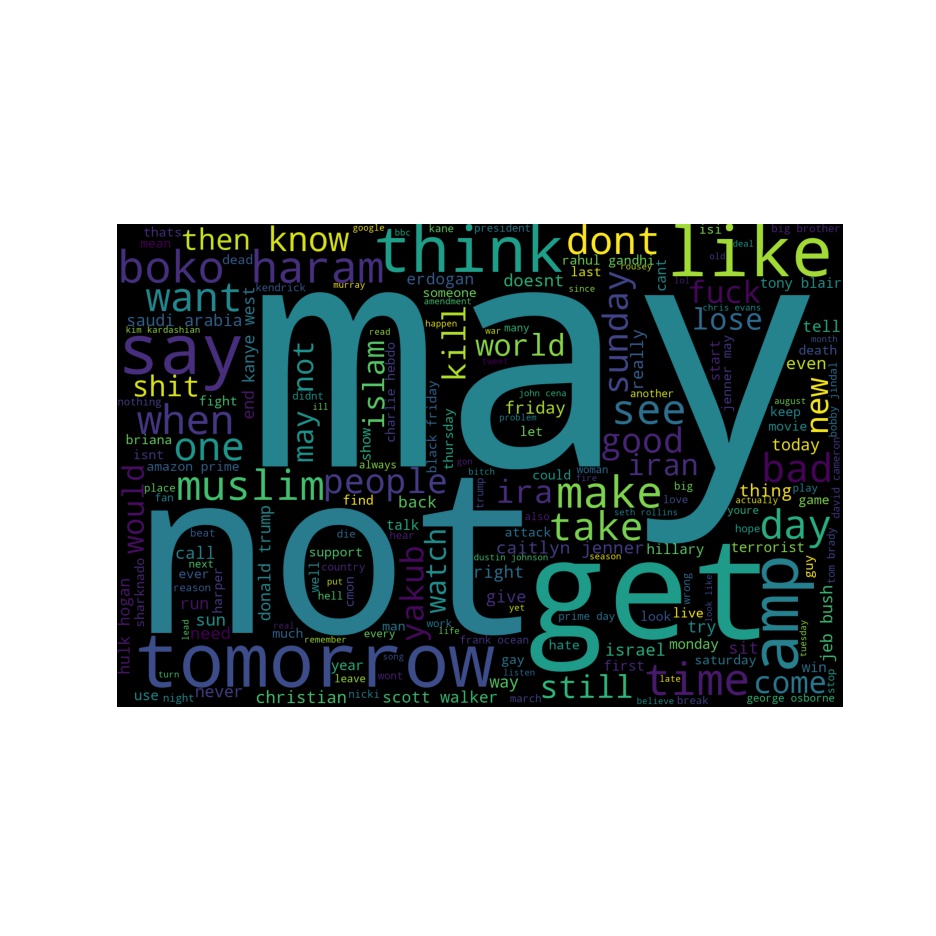 thats
google
bbc
kane
president
isi
big brother
mean
then know
think
dont
like
deal
boko haram
dead
erdogan
rahul gandhi
rousey
last
doesnt
cant
old
lol
tony blair
want
kendrick
murray
someone
since
fuck
saudi arabia
kanye west
may
amendment
sunday
chris evans
lose
tell
kim kardashian
happen
war
many
really
month
say
read
kill
world
start
death
shit
fight
end
didnt
islam
charlie hebdo
even
nothing
ill
john cena
another
jenner may
august
keep
new
bobby jindal
when
may not
black friday
friday
see
problem
movie
briana
one
show
thursday
let
good
today
isnt
amazon prime
always
gon
iran
bad
david cameron
place
muslim
people
bitch
could
woman
fire
thing
play
fan
find
back
ira
make
love
actually
game
would
not
trump
also
seth rollins
youre
beat
die
talk
hear
attack
take
hope
day
tom brady
call
donald trump
support
yakub
watch
caitlyn jenner
hillary
terrorist
next
well
country
dustin johnson
season
get
ever
reason
put
cmon
right
wrong
look like
guy
sharknado
harper
hell
give
amp
run
yet
prime day
live
hulk hogan
sun
real
work
look
try
lead
need
much
remember
every
man
life
frank ocean
hate
israel
monday
tuesday
jeb bush
tomorrow
song
gay
first
saturday
sit
turn
year
listen
win
leave
wont
way
still
time
late
come
stop
use
night
never
christian
nicki
scott walker
march
believe
break
george osborne